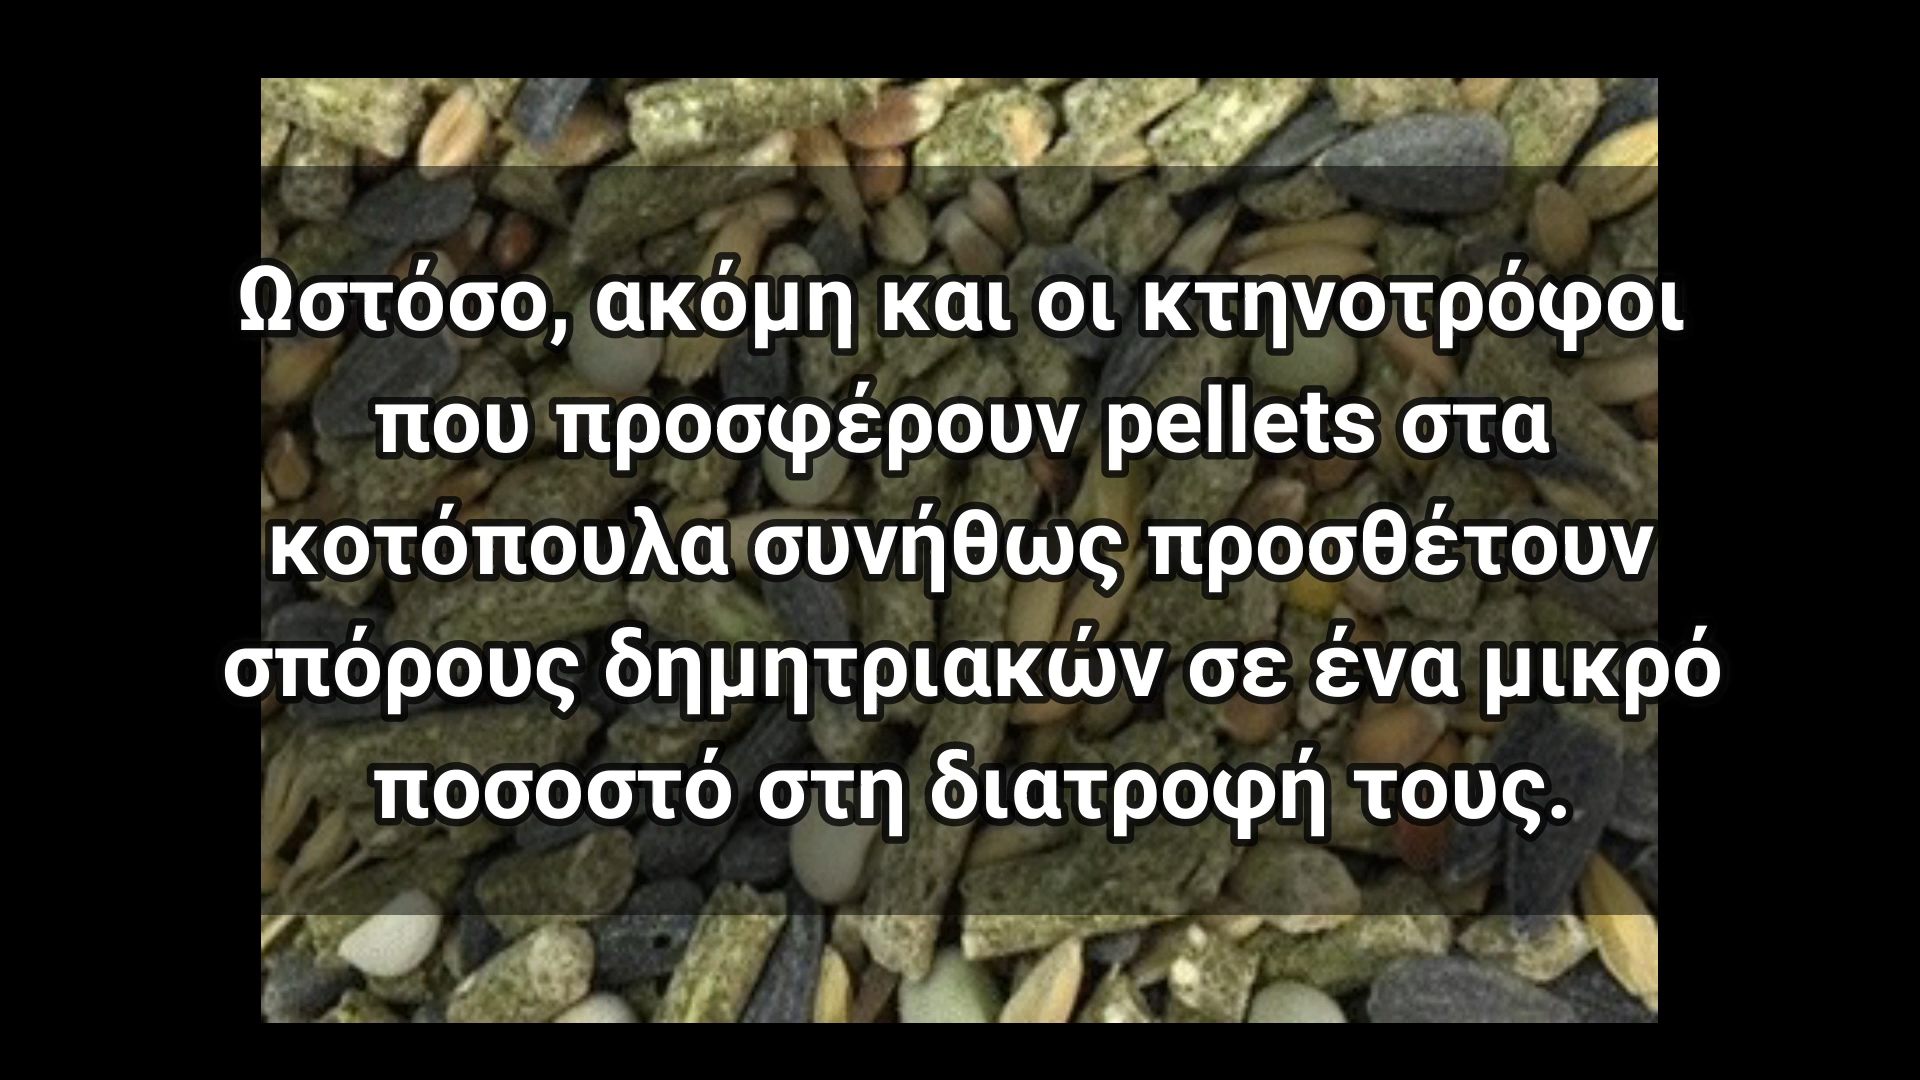 Ωστόσο, ακόμη και οι κτηνοτρόφοι
που προσφέρουν pellets στα
κοτόπουλα συνήθως προσθέτουν
σπόρους δημητριακών σε ένα μικρό
ποσοστό στη διατροφή τους.